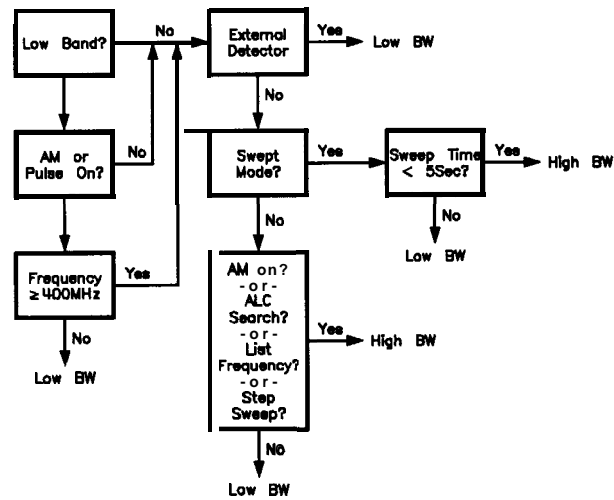 Low Band?
No
External
Detector
Yes
Low BW
No
AM or
Pulse On?
No
Swept
Mode?
Yes
Sweep Time
< 5Sec?
Yes
High BW
No
Low BW
No
Frequency
≥400MHz
Yes
No
Low BW
AM on?
-or-
ALC
Search?
-or-
List
Frequency?
-or-
Step
Sweep?
Yes
High BW
No
Low BW